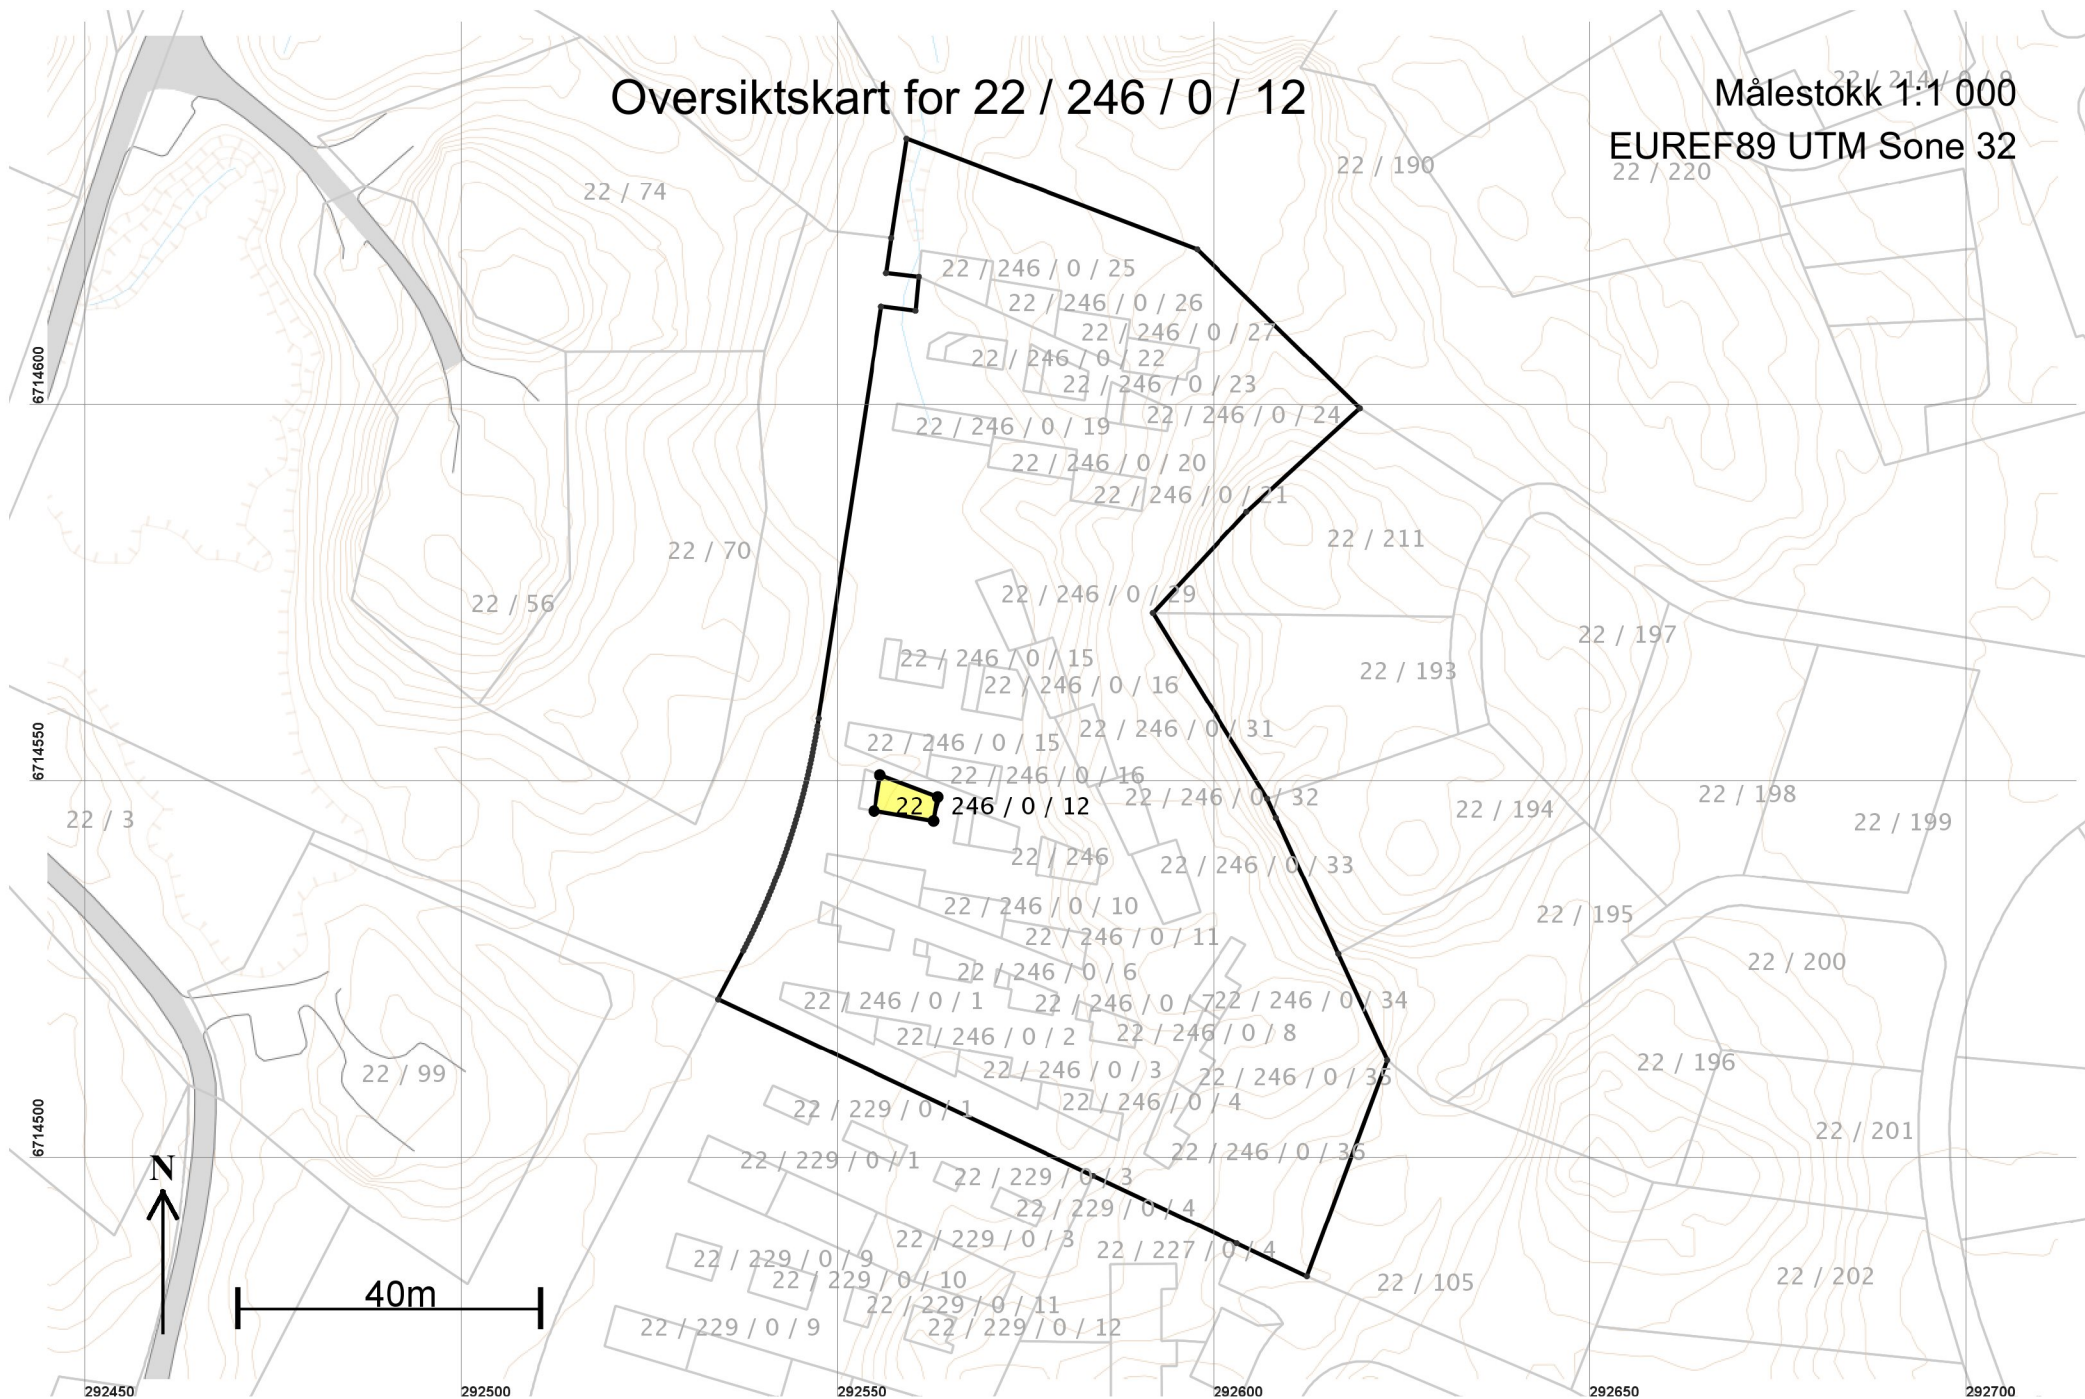 Oversiktskart for 22 / 246 / 0 / 12
22 / 214 / 0 / 8
Målestokk 1:1 000
EUREF89 UTM Sone 32
22 / 190
22 / 220
22 / 74
22 / 246 / 0 / 25
22 / 246 / 0 / 26
22 / 246 / 0 / 27
22 / 246 / 0 / 22
22 / 246 / 0 / 23
6714600
22 / 246 / 0 / 24
22 / 246 / 0 / 19
22 / 246 / 0 / 20
22 / 246 / 0 / 21
22 / 211
22 / 70
22 / 246 / 0 / 29
22 / 56
22 / 197
22 / 246 / 0 / 15
22 / 193
22 / 246 / 0 / 16
22 / 246 / 0 / 31
22 / 246 / 0 / 15
6714550
22 / 246 / 0 / 16
22 / 246 / 0 / 32
22 / 198
22 / 246 / 0 / 12
22 / 194
22 / 3
22 / 199
22 / 246
22 / 246 / 0 / 33
22 / 246 / 0 / 10
22 / 195
22 / 246 / 0 / 11
22 / 200
22 / 246 / 0 / 6
22 / 246 / 0 / 1
22 / 246 / 0 / 7
22 / 246 / 0 / 34
22 / 246 / 0 / 2
22 / 246 / 0 / 8
22 / 196
22 / 246 / 0 / 3
22 / 99
22 / 246 / 0 / 35
22 / 246 / 0 / 4
22 / 229 / 0 / 1
6714500
22 / 201
22 / 246 / 0 / 36
22 / 229 / 0 / 1
N
22 / 229 / 0 / 3
22 / 229 / 0 / 4
22 / 229 / 0 / 3
22 / 227 / 0 / 4
22 / 229 / 0 / 9
22 / 202
22 / 229 / 0 / 10
22 / 105
40m
22 / 229 / 0 / 11
22 / 229 / 0 / 9
22 / 229 / 0 / 12
292450
292500
292550
292600
292650
292700